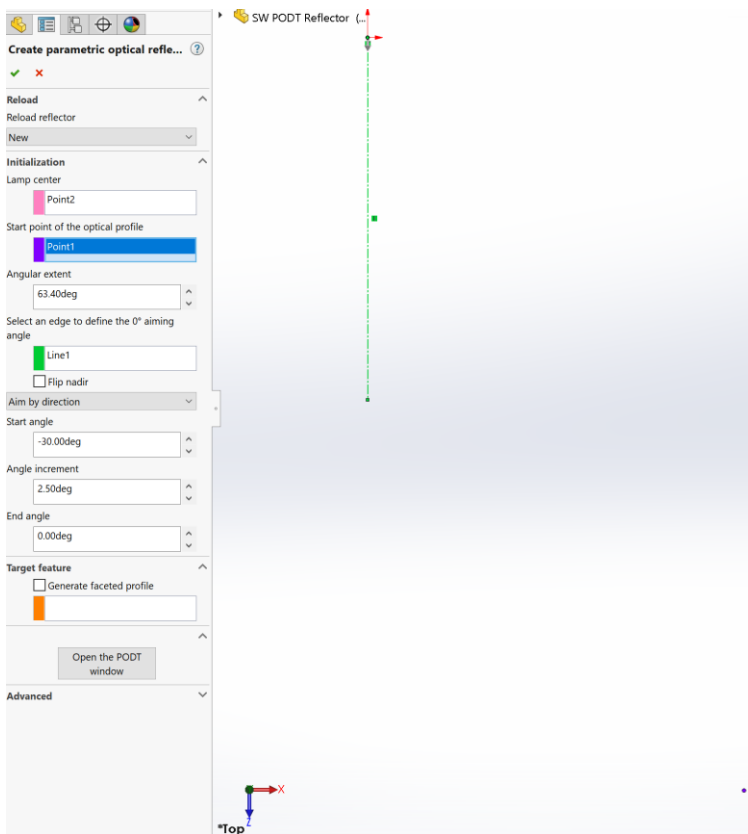 SW PODT Reflector (...
Create parametric optical refle...
Reload
Reload reflector
New
Initialization
Lamp center
Point2
Start point of the optical profile
Point1
Angular extent
63.40deg
Select an edge to define the 0° aiming
angle
Line1
Flip nadir
Aim by direction
Start angle
-30.00deg
Angle increment
2.50deg
End angle
0.00deg
Target feature
Generate faceted profile
Open the PODT
window
Advanced
X
Z
*Top